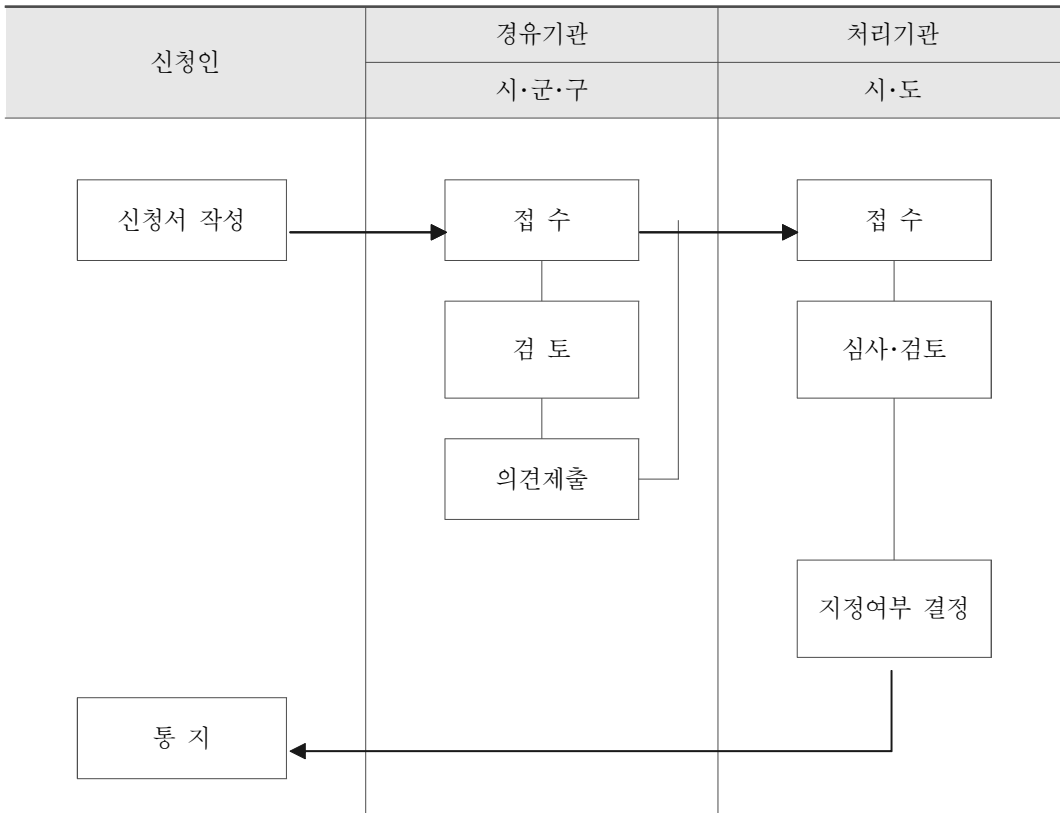 신청인
경유기관
처리기관
시·군·구
시·도
신청서 작성
접 수
접 수
검 토
심사·검토
의견제출
지정여부 결정
통 지